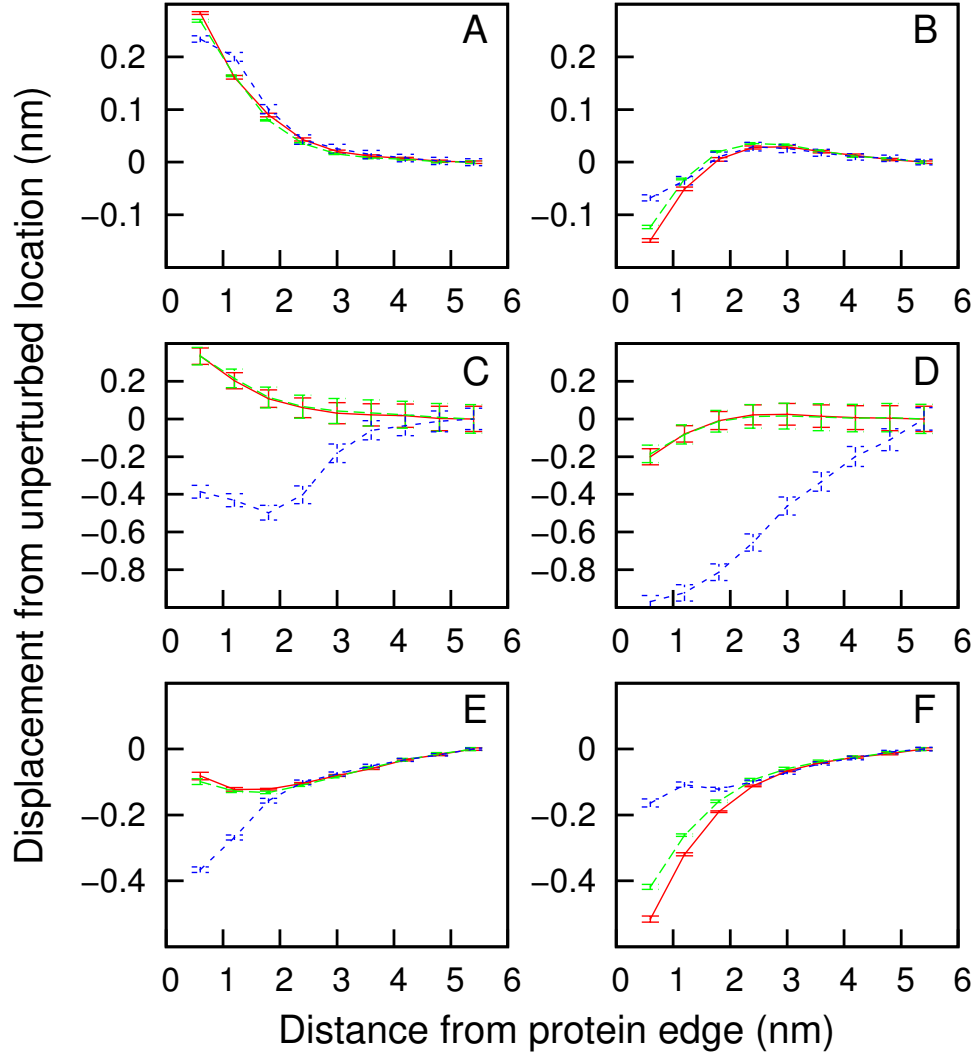 Displacement from unperturbed location (nm)
A
0.2
0.1
0
−0.1
0 1 2 3 4 5 6
B
0.2
0.1
0
−0.1
0 1 2 3 4 5 6
C
0.2
0
−0.2
−0.4
−0.6
−0.8
0 1 2 3 4 5 6
D
0.2
0
−0.2
−0.4
−0.6
−0.8
0 1 2 3 4 5 6
E
0
−0.2
−0.4
0 1 2 3 4 5 6
F
0
−0.2
−0.4
0 1 2 3 4 5 6
Distance from protein edge (nm)